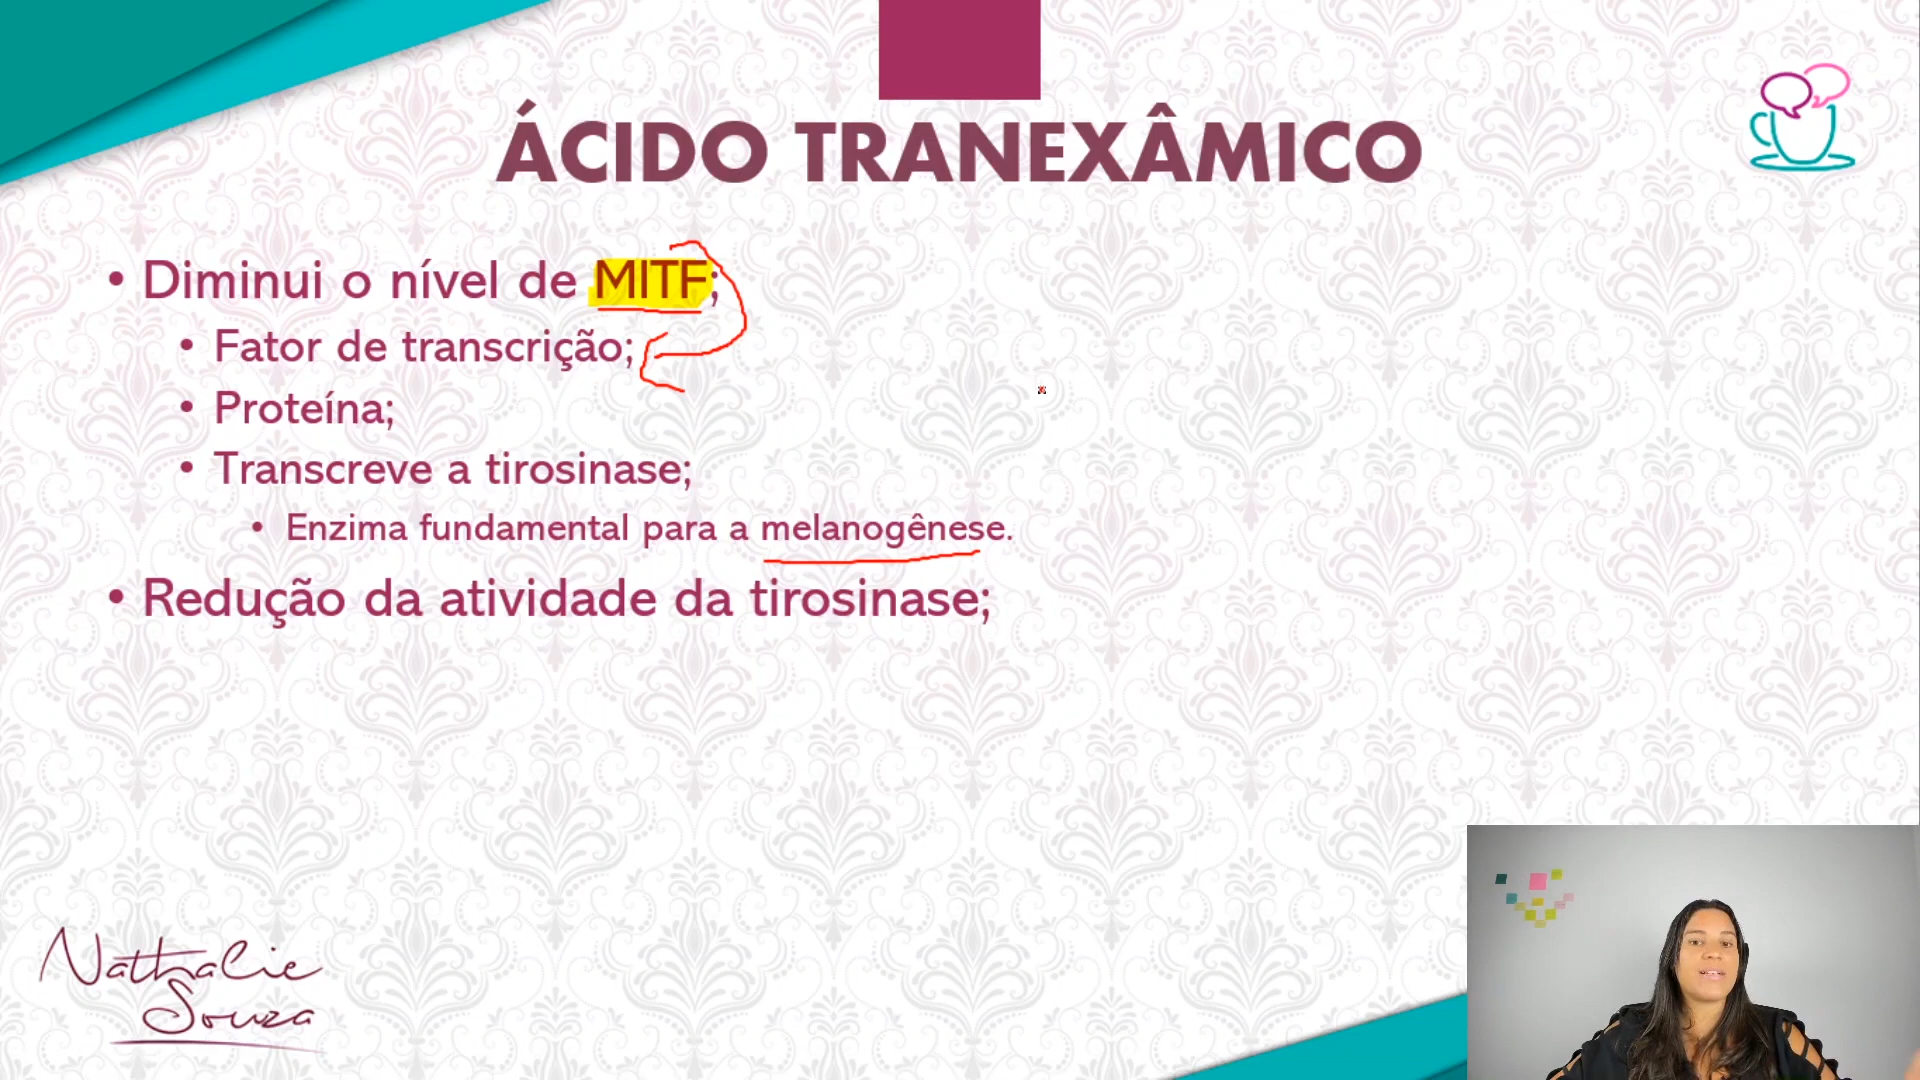 ÁCIDO TRANEXÂMICO
• Diminui o nível de MITF;
• Fator de transcrição;
• Proteína;
• Transcreve a tirosinase;
• Enzima fundamental para a melanogênese.
• Redução da atividade da tirosinase;
Nathalie
Souza